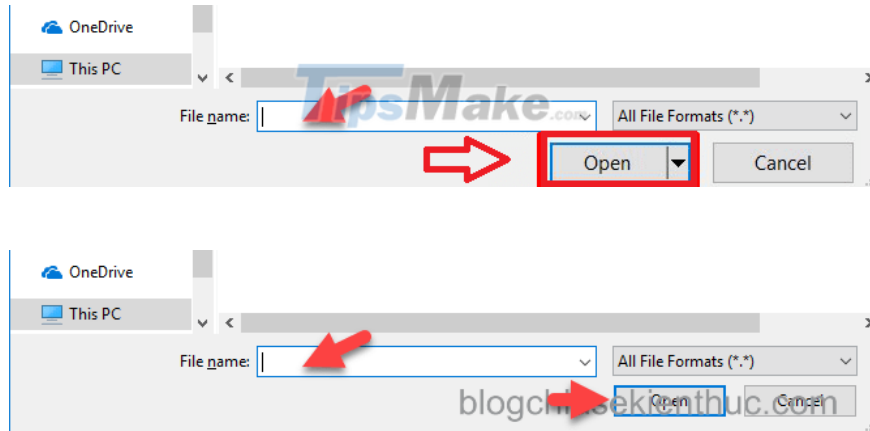 OneDrive
This PC
TipsMake.com
File name:
All File Formats (*.*)
Open
Cancel
OneDrive
This PC
File name:
All File Formats (*.*)
Open
Cancel
blogchiasekienthuc.com